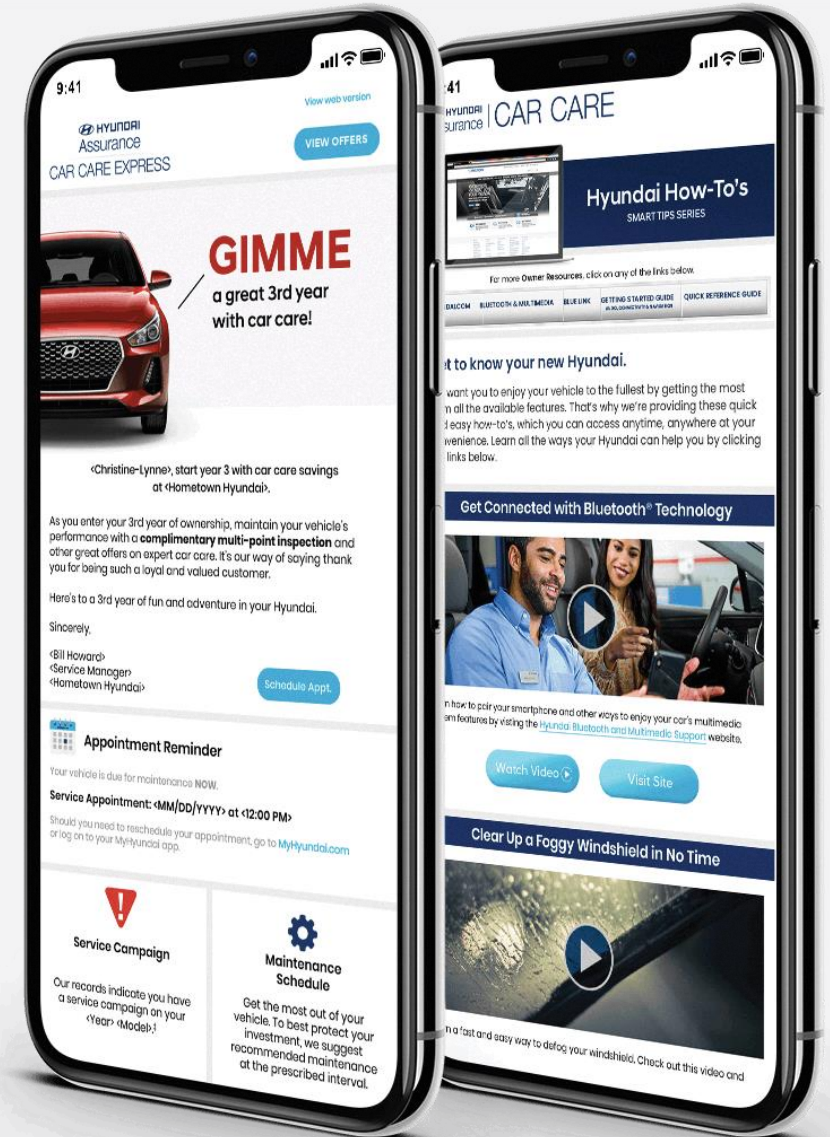 9:41
View web version
HYUNDAI
Assurance
CAR CARE EXPRESS
VIEW OFFERS
GIMME
a great 3rd year
with car care!
<Christine-Lynne>, start year 3 with car care savings
at <Hometown Hyundai>.
As you enter your 3rd year of ownership, maintain your vehicle's
performance with a complimentary multi-point inspection and
other great offers on expert car care. It's our way of saying thank
you for being such a loyal and valued customer.
Here's to a 3rd year of fun and adventure in your Hyundai.
Sincerely,
<Bill Howard>
<Service Manager>
<Hometown Hyundai>
Schedule Appt.
Appointment Reminder
Your vehicle is due for maintenance NOW.
Service Appointment: <MM/DD/YYYY> at <12:00 PM>
Should you need to reschedule your appointment, go to MyHyundai.com
or log on to your MyHyundai app.
Service Campaign
Our records indicate you have
a service campaign on your
<Year> <Model>.‡
Maintenance
Schedule
Get the most out of your
vehicle. To best protect your
investment, we suggest
recommended maintenance
at the prescribed interval.
:41
HYUNDAI
surance | CAR CARE
Hyundai How-To's
SMART TIPS SERIES
For more Owner Resources, click on any of the links below.
DALCOM
BLUETOOTH & MULTIMEDIA
BLUE LINK
GETTING STARTED GUIDE
QUICK REFERENCE GUIDE
et to know your new Hyundai.
want you to enjoy your vehicle to the fullest by getting the most
m all the available features. That's why we're providing these quick
d easy how-to's, which you can access anytime, anywhere at your
venience. Learn all the ways your Hyundai can help you by clicking
links below.
Get Connected with Bluetooth® Technology
n how to pair your smartphone and other ways to enjoy your car's multimedia
em features by visting the Hyundai Bluetooth and Multimedia Support website.
Watch Video
Visit Site
Clear Up a Foggy Windshield in No Time
n a fast and easy way to defog your windshield. Check out this video and